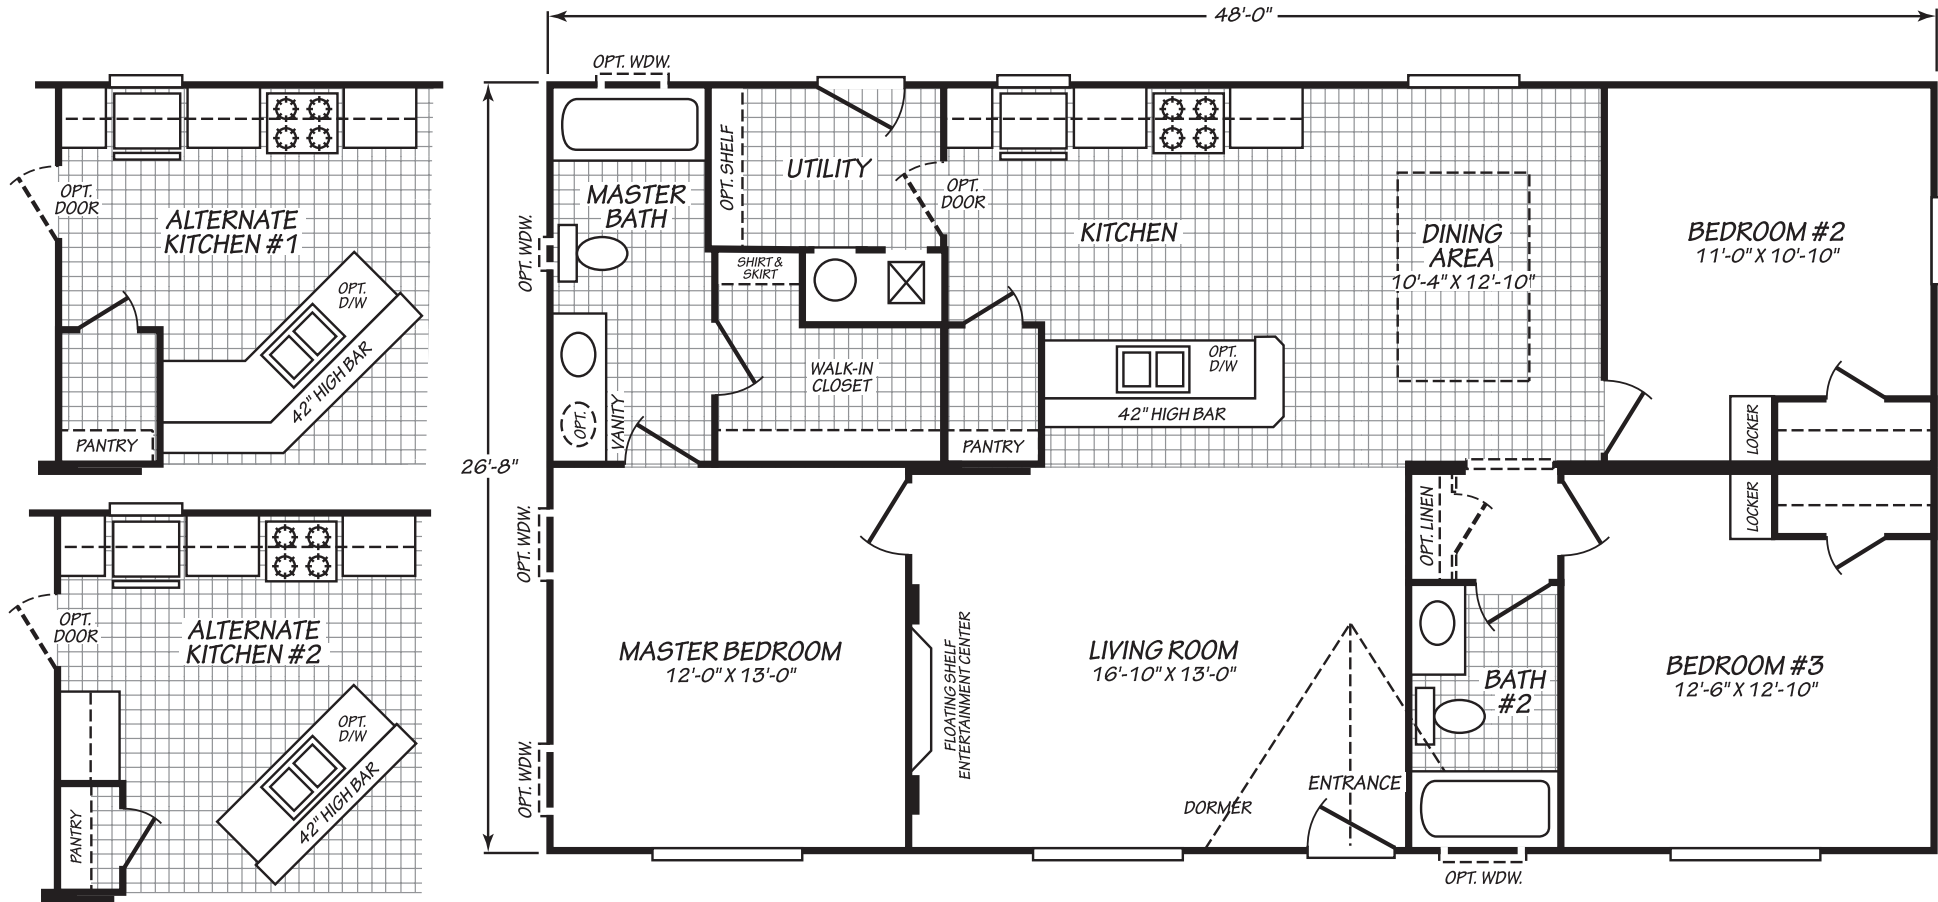 48'-0"
OPT. WDW.
OPT. SHELF
UTILITY
OPT.
DOOR
MASTER
BATH
OPT. WDW.
SHIRT &
SKIRT
KITCHEN
DINING
AREA
10'-4" X 12'-10"
BEDROOM #2
11'-0" X 10'-10"
OPT.
D/W
42" HIGH BAR
WALK-IN
CLOSET
OPT.
VANITY
PANTRY
LOCKER
26'-8"
OPT. WDW.
OPT. LINEN
LOCKER
MASTER BEDROOM
12'-0" X 13'-0"
FLOATING SHELF
ENTERTAINMENT CENTER
LIVING ROOM
16'-10" X 13'-0"
BATH
#2
BEDROOM #3
12'-6" X 12'-10"
OPT. WDW.
DORMER
ENTRANCE
OPT. WDW.
OPT.
DOOR
ALTERNATE
KITCHEN #1
OPT.
D/W
42" HIGH BAR
PANTRY
OPT.
DOOR
ALTERNATE
KITCHEN #2
OPT.
D/W
42" HIGH BAR
PANTRY